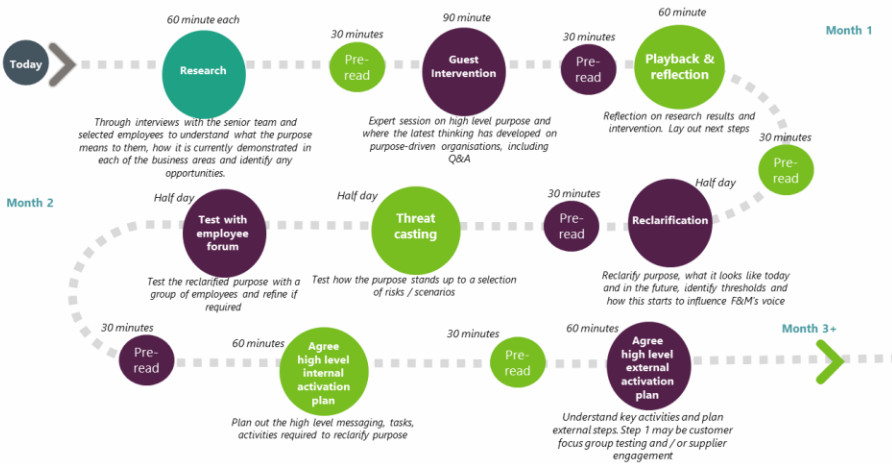 60 minute each
90 minute
60 minute
Month 1
30 minutes
30 minutes
Today
Research
Pre-
read
Guest
Intervention
Pre-
read
Playback &
reflection
Through interviews with the senior team and
selected employees to understand what the purpose
means to them, how it is currently demonstrated in
each of the business areas and identify any
opportunities.
Expert session on high level purpose and
where the latest thinking has developed on
purpose-driven organisations, including
Q&A
Reflection on research results and
intervention. Lay out next steps
30 minutes
Pre-
read
Month 2
Half day
Half day
30 minutes
Half day
Test with
employee
forum
Threat
casting
Pre-
read
Reclarification
Test the reclarified purpose with a
group of employees and refine if
required
Test how the purpose stands up to a selection
of risks / scenarios
Reclarify purpose, what it looks like today
and in the future, identify thresholds and
how this starts to influence F&M's voice
30 minutes
60 minutes
30 minutes
60 minutes
Month 3+
Pre-
read
Agree
high level
internal
activation
plan
Pre-
read
Agree
high level
external
activation
plan
Plan out the high level messaging, tasks,
activities required to reclarify purpose
Understand key activities and plan
external steps. Step 1 may be customer
focus group testing and / or supplier
engagement